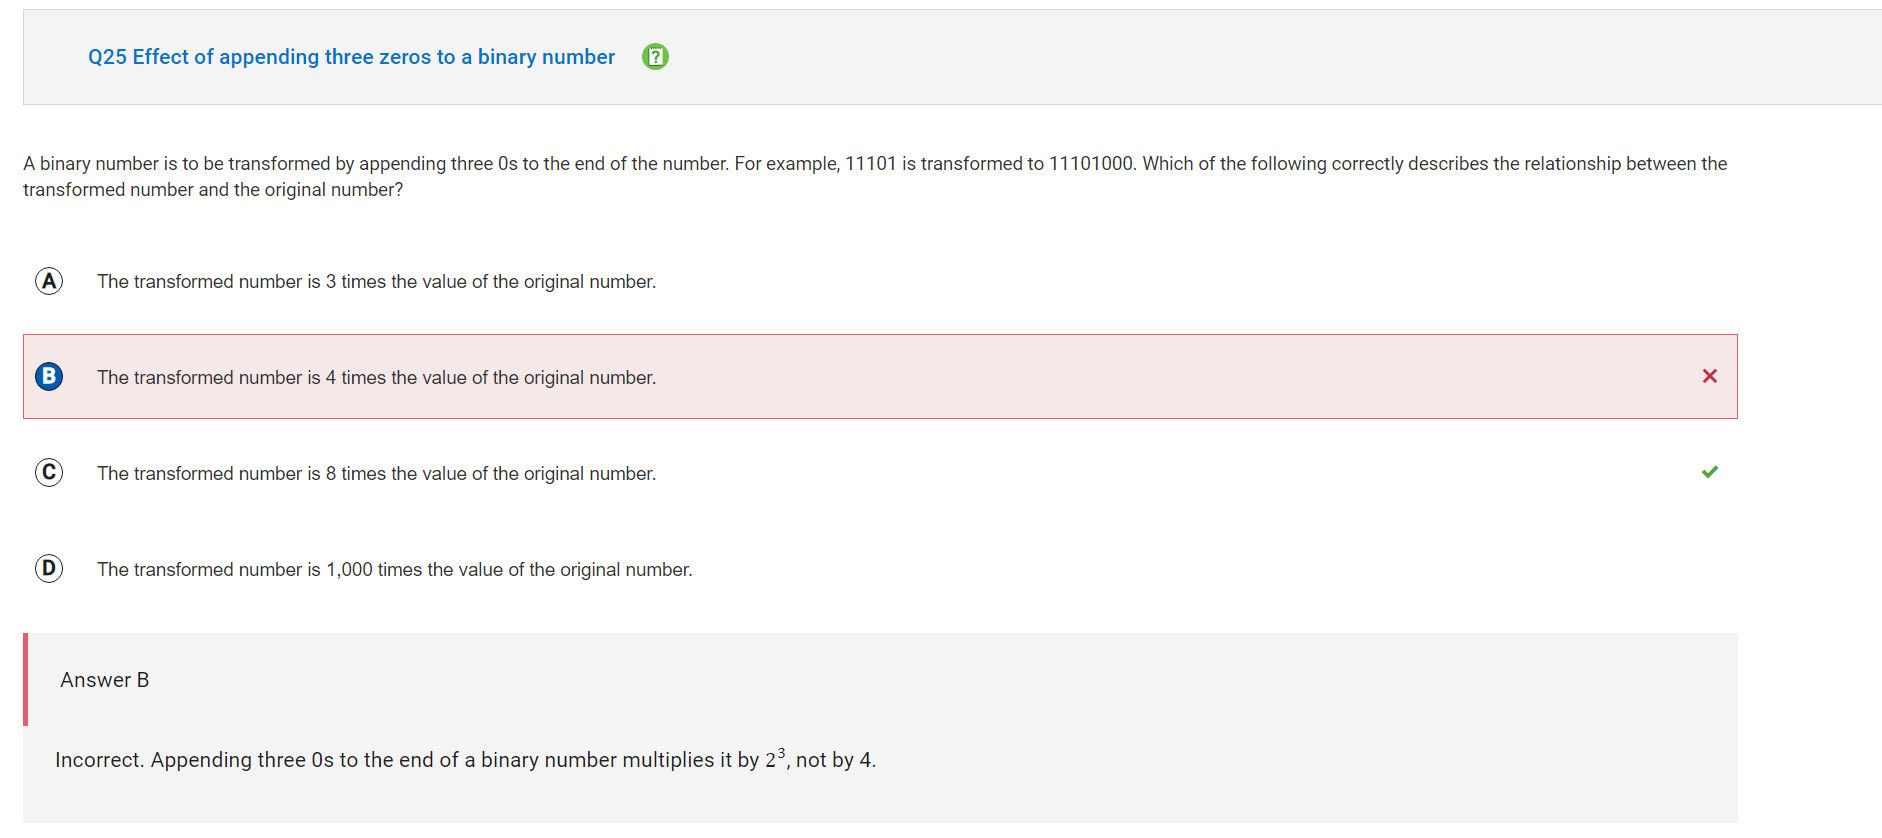 Q25 Effect of appending three zeros to a binary number
A binary number is to be transformed by appending three 0s to the end of the number. For example, 11101 is transformed to 11101000. Which of the following correctly describes the relationship between the
transformed number and the original number?
A The transformed number is 3 times the value of the original number.
B The transformed number is 4 times the value of the original number.
C The transformed number is 8 times the value of the original number.
D The transformed number is 1,000 times the value of the original number.
Answer B
Incorrect. Appending three 0s to the end of a binary number multiplies it by 2³, not by 4.